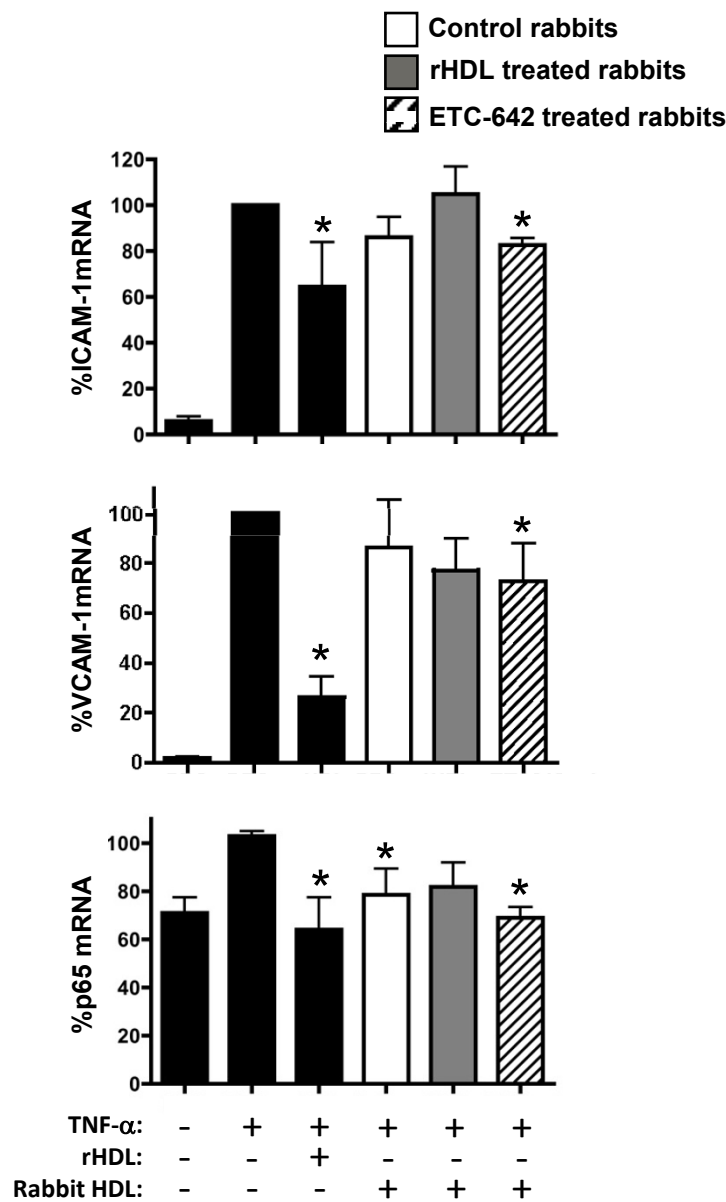 Control rabbits
rHDL treated rabbits
ETC-642 treated rabbits
%ICAM-1mRNA
120
100
80
60
40
20
0
*
*
%VCAM-1mRNA
100
80
60
40
20
0
*
*
%p65 mRNA
100
80
60
40
20
0
*
*
*
TNF-α: - + + + + +
rHDL: - - + - - -
Rabbit HDL: - - - + + +